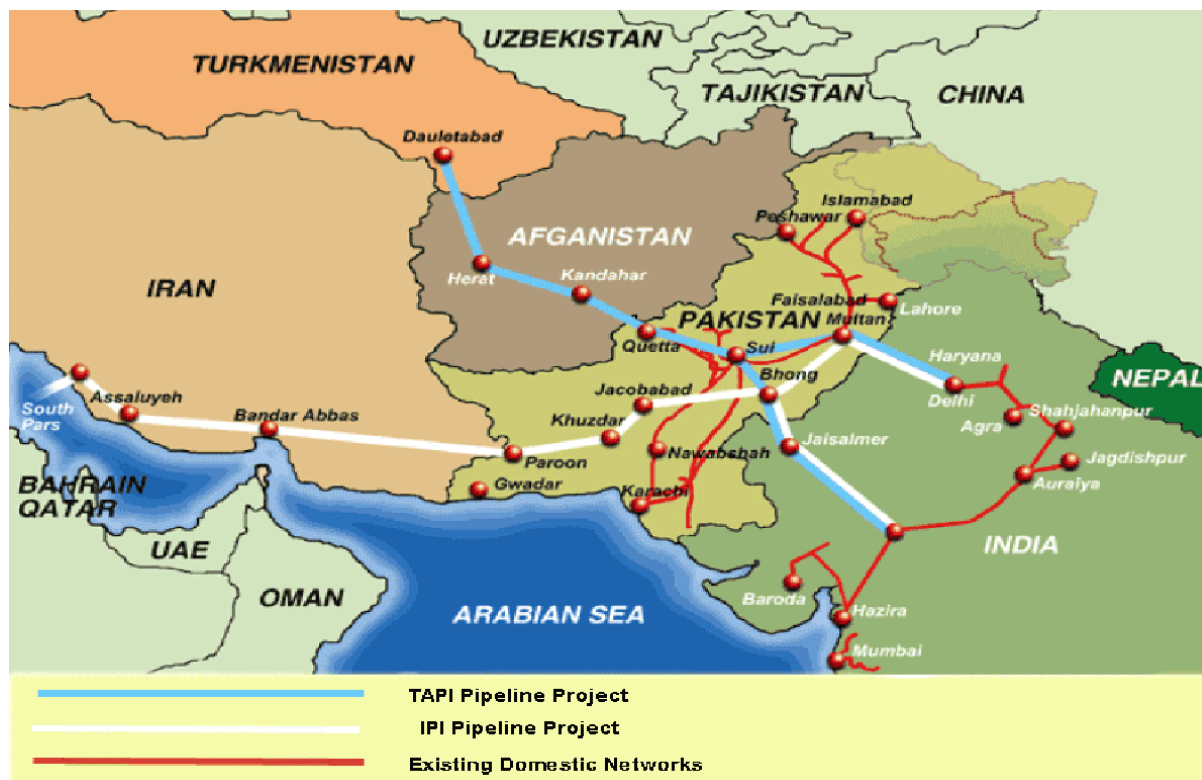 UZBEKISTAN
TURKMENISTAN
TAJIKISTAN
CHINA
Dauletabad
Islamabad
Peshawar
AFGANISTAN
Herat
Kandahar
IRAN
Faisalabad
Lahore
PAKISTAN
Multan
Quetta
Sui
Haryana
Bhong
NEPAL
Jacobabad
Delhi
South
Pars
Assaluyeh
Bandar Abbas
Khuzdar
Shahjahanpur
Agra
Jaisalmer
Paroon
Nawabshah
Jagdishpur
Gwadar
Karachi
Auraiya
BAHRAIN
QATAR
UAE
INDIA
OMAN
ARABIAN SEA
Baroda
Hazira
Mumbai
TAPI Pipeline Project
IPI Pipeline Project
Existing Domestic Networks